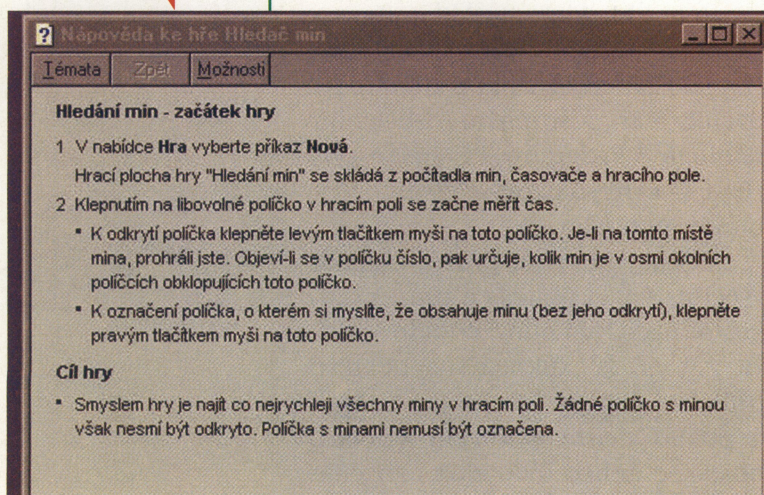 Nápověda ke hře Hledač min
Témata Zpět Možnosti
Hledání min - začátek hry
1 V nabídce Hra vyberte příkaz Nová.
Hrací plocha hry "Hledání min" se skládá z počítadla min, časovače a hracího pole.
2 Klepnutím na libovolné políčko v hracím poli se začne měřit čas.
▪ K odkrytí políčka klepněte levým tlačítkem myši na toto políčko. Je-li na tomto místě
mina, prohráli jste. Objeví-li se v políčku číslo, pak určuje, kolik min je v osmi okolních
políčcích obklopujících toto políčko.
▪ K označení políčka, o kterém si myslíte, že obsahuje minu (bez jeho odkrytí), klepněte
pravým tlačítkem myši na toto políčko.
Cíl hry
▪ Smyslem hry je najít co nejrychleji všechny miny v hracím poli. Žádné políčko s minou
však nesmí být odkryto. Políčka s minami nemusí být označena.